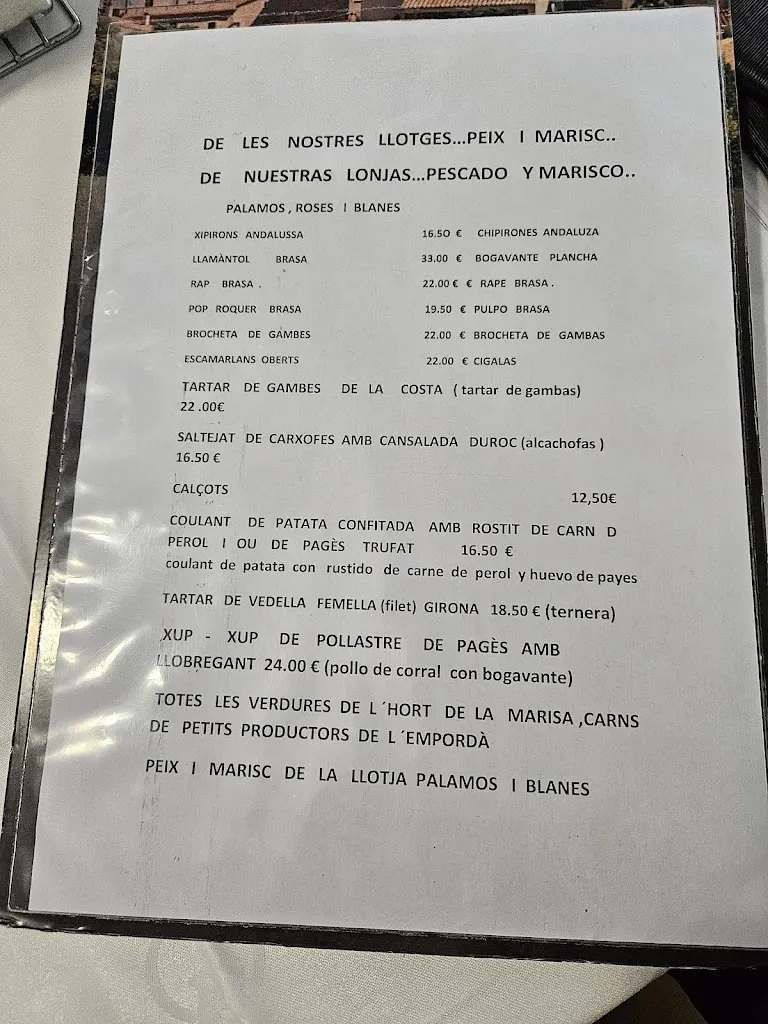 DE LES NOSTRES LLOTGES...PEIX I MARISC..
DE NUESTRAS LONJAS...PESCADO Y MARISCO..
PALAMOS , ROSES I BLANES
XIPIRONS ANDALUSSA 16.50 € CHIPIRONES ANDALUZA
LLAMÀNTOL BRASA 33.00 € BOGAVANTE PLANCHA
RAP BRASA . 22.00 € € RAPE BRASA .
POP ROQUER BRASA 19.50 € PULPO BRASA
BROCHETA DE GAMBES 22.00 € BROCHETA DE GAMBAS
ESCAMARLANS OBERTS 22.00 € CIGALAS
TARTAR DE GAMBES DE LA COSTA ( tartar de gambas)
22 .00€
SALTEJAT DE CARXOFES AMB CANSALADA DUROC (alcachofas )
16.50 €
CALÇOTS 12,50€
COULANT DE PATATA CONFITADA AMB ROSTIT DE CARN D
PEROL I OU DE PAGÈS TRUFAT 16.50 €
coulant de patata con rustido de carne de perol y huevo de payes
TARTAR DE VEDELLA FEMELLA (filet) GIRONA 18.50 € (ternera)
XUP - XUP DE POLLASTRE DE PAGÈS AMB
LLOBREGANT 24.00 € (pollo de corral con bogavante)
TOTES LES VERDURES DE L ´HORT DE LA MARISA ,CARNS
DE PETITS PRODUCTORS DE L ´EMPORDÀ
PEIX I MARISC DE LA LLOTJA PALAMOS I BLANES